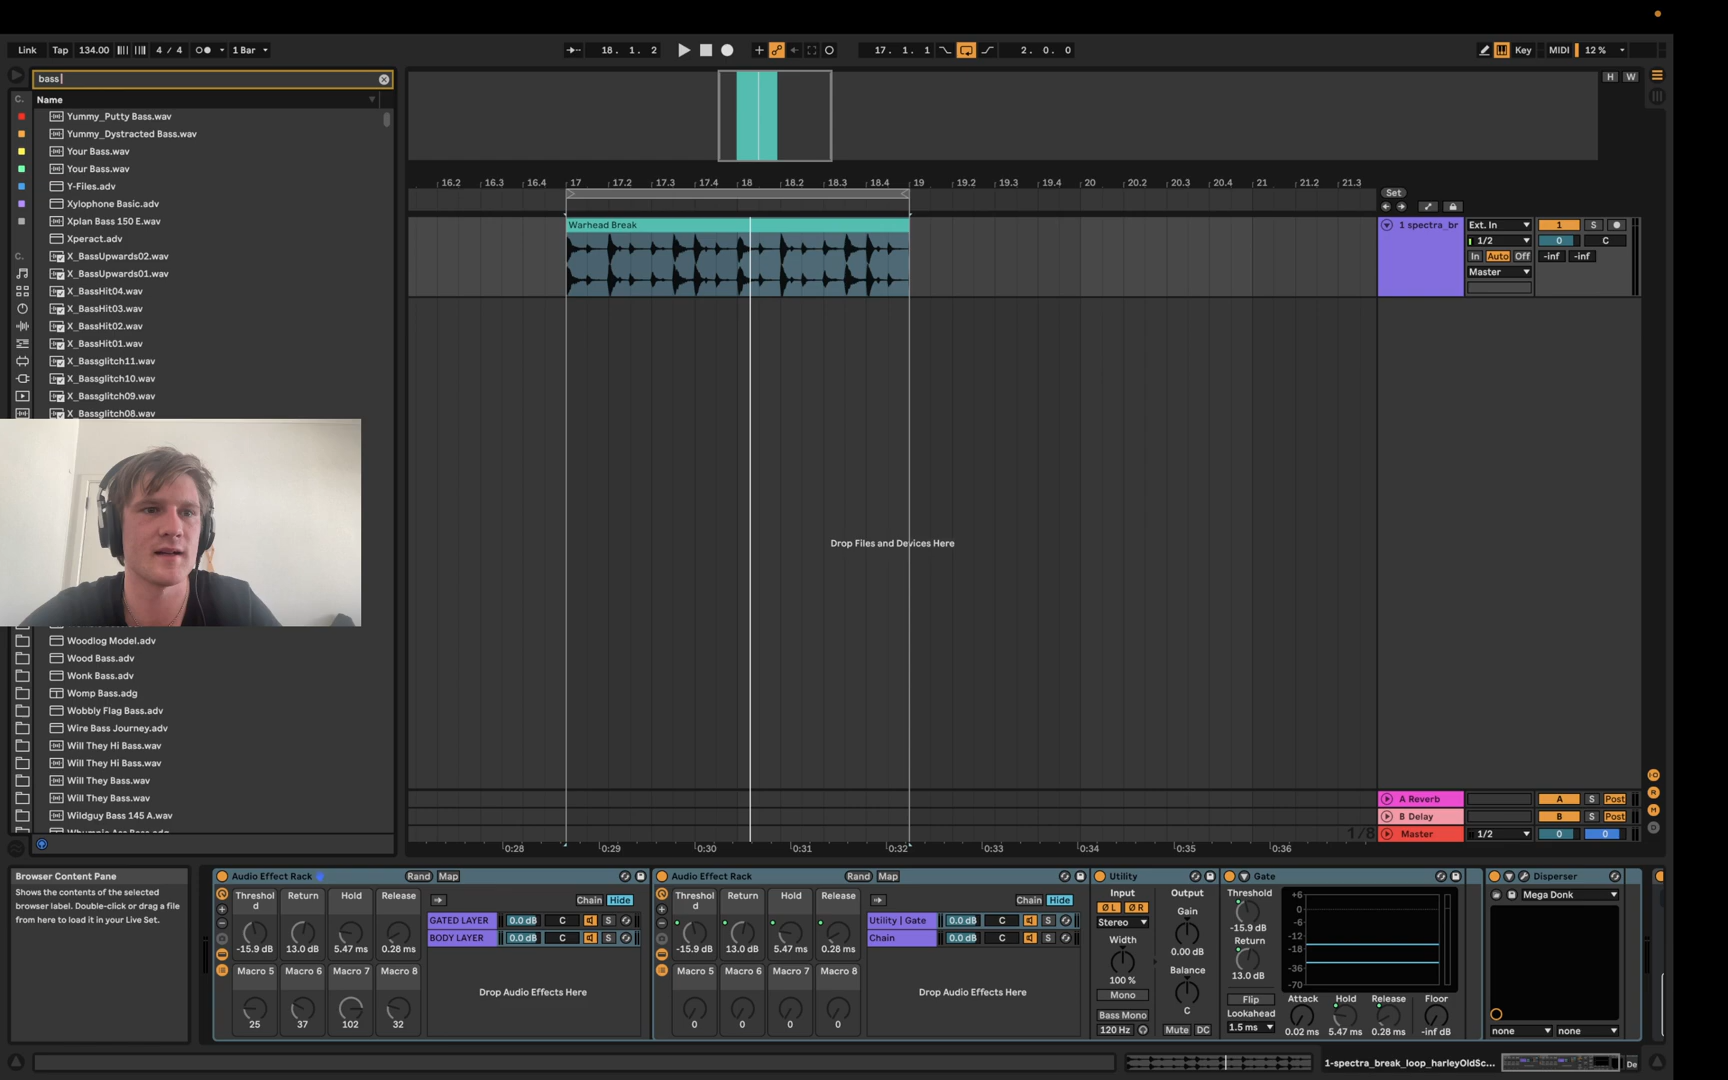 Link Tap 134.00 4 / 4 1 Bar 18. 1. 2 17. 1. 1 2. 0. 0 Key MIDI 12 %
bass
H W
C. Name
Yummy_Putty Bass.wav
Yummy_Dystracted Bass.wav
Your Bass.wav
Your Bass.wav
Y-Files.adv
Xylophone Basic.adv
Xplan Bass 150 E.wav
Xperact.adv
C. X_BassUpwards02.wav
X_BassUpwards01.wav
X_BassHit04.wav
X_BassHit03.wav
X_BassHit02.wav
X_BassHit01.wav
X_Bassglitch11.wav
X_Bassglitch10.wav
X_Bassglitch09.wav
X_Bassglitch08.wav
Woodlog Model.adv
Wood Bass.adv
Wonk Bass.adv
Womp Bass.adg
Wobbly Flag Bass.adv
Wire Bass Journey.adv
Will They Hi Bass.wav
Will They Hi Bass.wav
Will They Bass.wav
Will They Bass.wav
Wildguy Bass 145 A.wav
16.2 16.3 16.4 17 17.2 17.3 17.4 18 18.2 18.3 18.4 19 19.2 19.3 19.4 20 20.2 20.3 20.4 21 21.2 21.3
Set
Warhead Break
1 spectra_br Ext. In 1 S
1/2 0 C
In Auto Off -inf -inf
Master
Drop Files and Devices Here
A Reverb A S Post
B Delay B S Post
1/8 Master 1/2 0 0
0:28 0:29 0:30 0:31 0:32 0:33 0:34 0:35 0:36
Browser Content Pane
Shows the contents of the selected
browser label. Double-click or drag a
file from here to load it in your Live Set.
Audio Effect Rack Rand Map
Threshol
d Return Hold Release Chain Hide
-15.9 dB 13.0 dB 5.47 ms 0.28 ms
GATED LAYER 0.0 dB C S
BODY LAYER 0.0 dB C S
Macro 5 Macro 6 Macro 7 Macro 8
25 37 102 32
Drop Audio Effects Here
Audio Effect Rack Rand Map
Threshol
d Return Hold Release Chain Hide
-15.9 dB 13.0 dB 5.47 ms 0.28 ms
Utility | Gate 0.0 dB C S
Chain 0.0 dB C S
Macro 5 Macro 6 Macro 7 Macro 8
0 0 0 0
Drop Audio Effects Here
Utility
Input Output
Ø L Ø R Gain
Stereo
Width 0.00 dB
Balance
100 %
Mono
Bass Mono C
120 Hz Mute DC
Gate
Threshold
-15.9 dB
Return
13.0 dB
Flip
Lookahead
1.5 ms
+6
0
-6
-12
-18
-36
-70
Attack Hold Release Floor
0.02 ms 5.47 ms 0.28 ms -inf dB
Disperser
Mega Donk
none none
1-spectra_break_loop_harleyOldSc... De